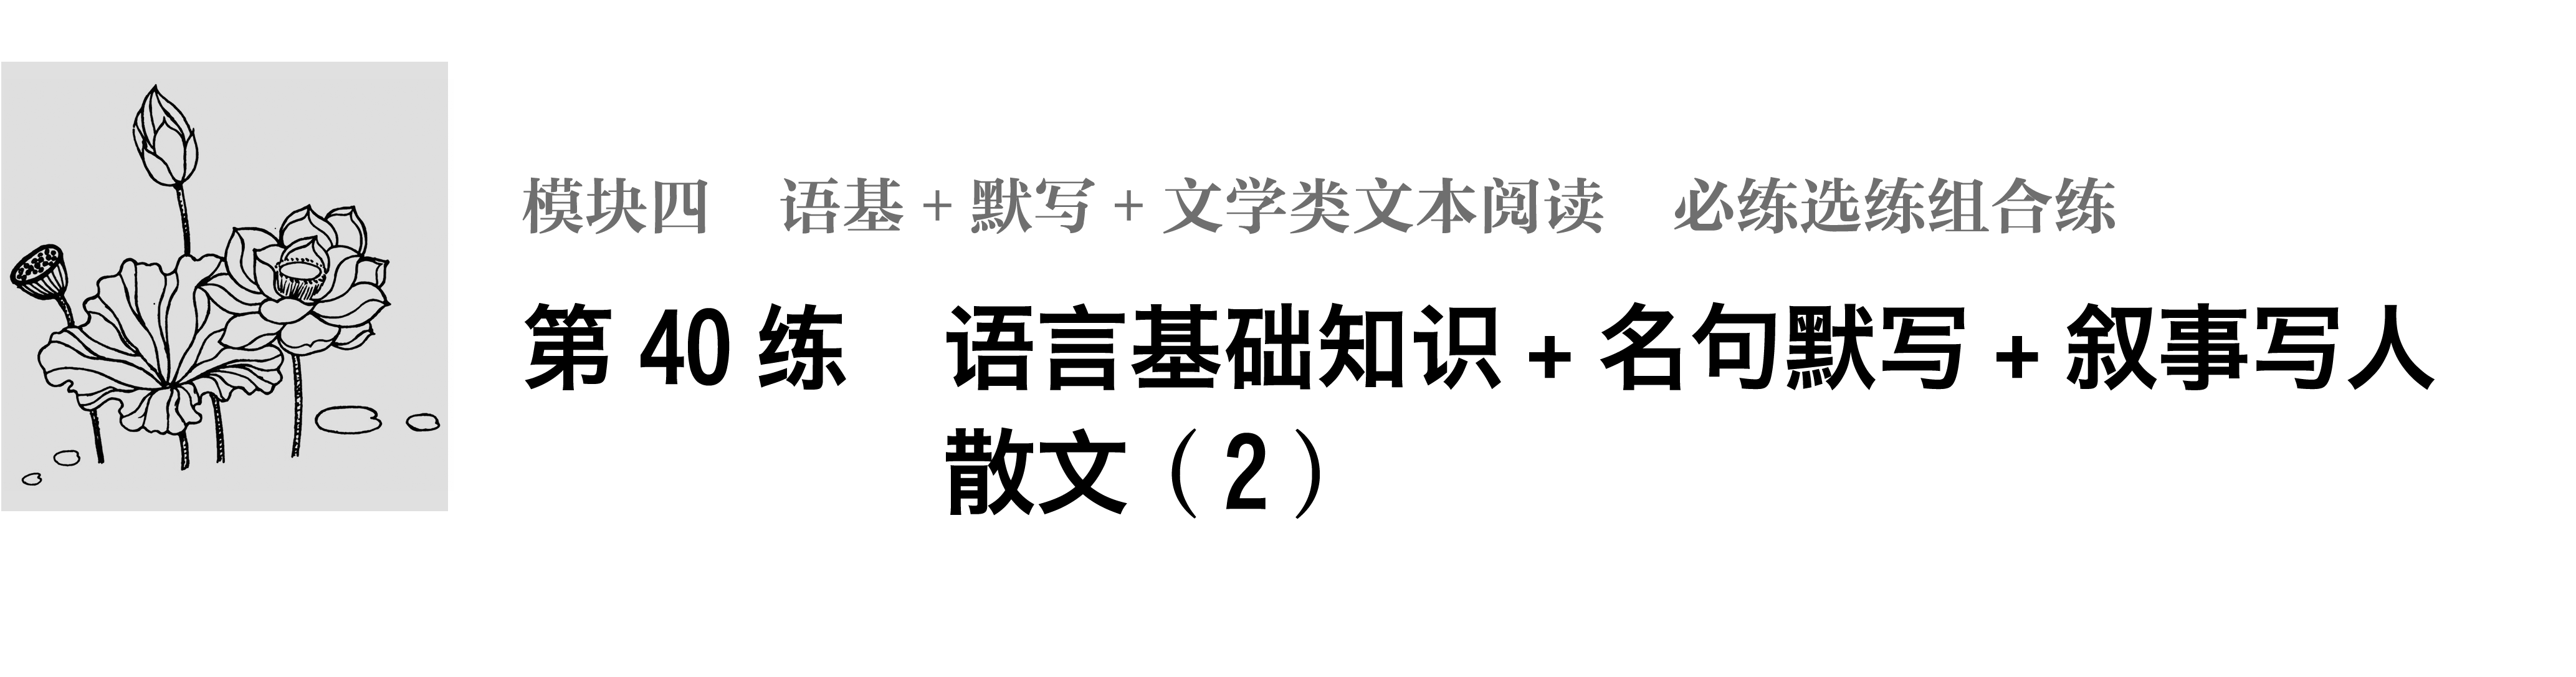 模块四　语基+默写+文学类文本阅读　必练选练组合练
第40练　语言基础知识+名句默写+叙事写人
散文（2）